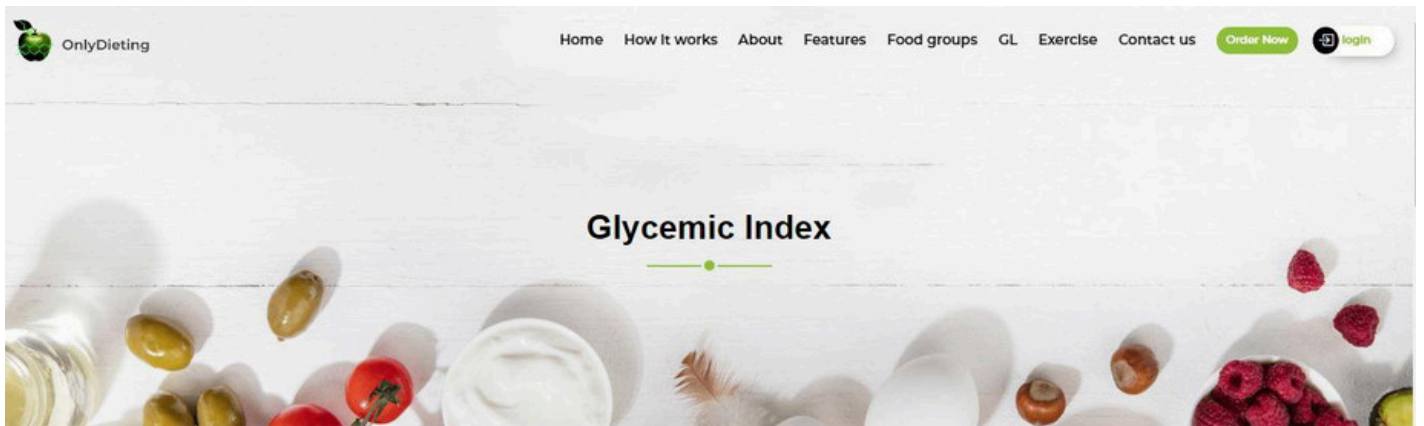 OnlyDieting
Home How it works About Features Food groups GL Exercise Contact us Order Now login
Glycemic Index